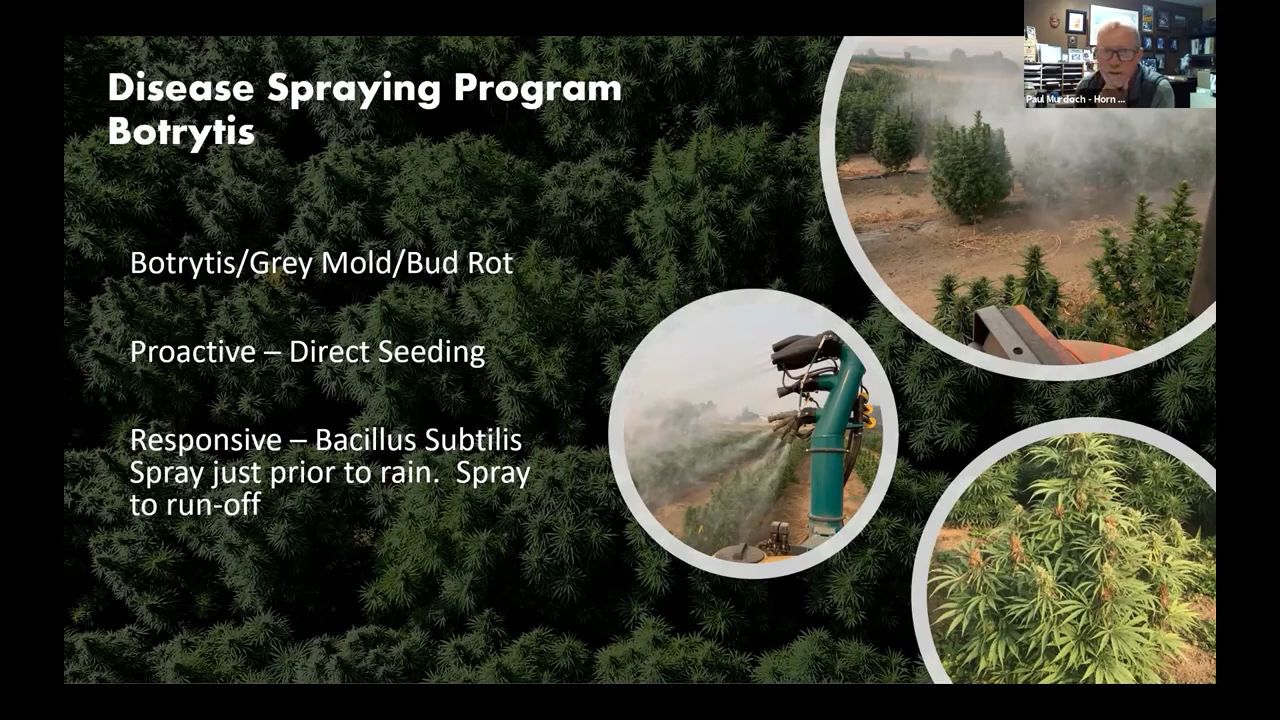 Disease Spraying Program
Botrytis
Paul Murdoch - Horn ...
Botrytis/Grey Mold/Bud Rot
Proactive – Direct Seeding
Responsive – Bacillus Subtilis
Spray just prior to rain.  Spray
to run-off